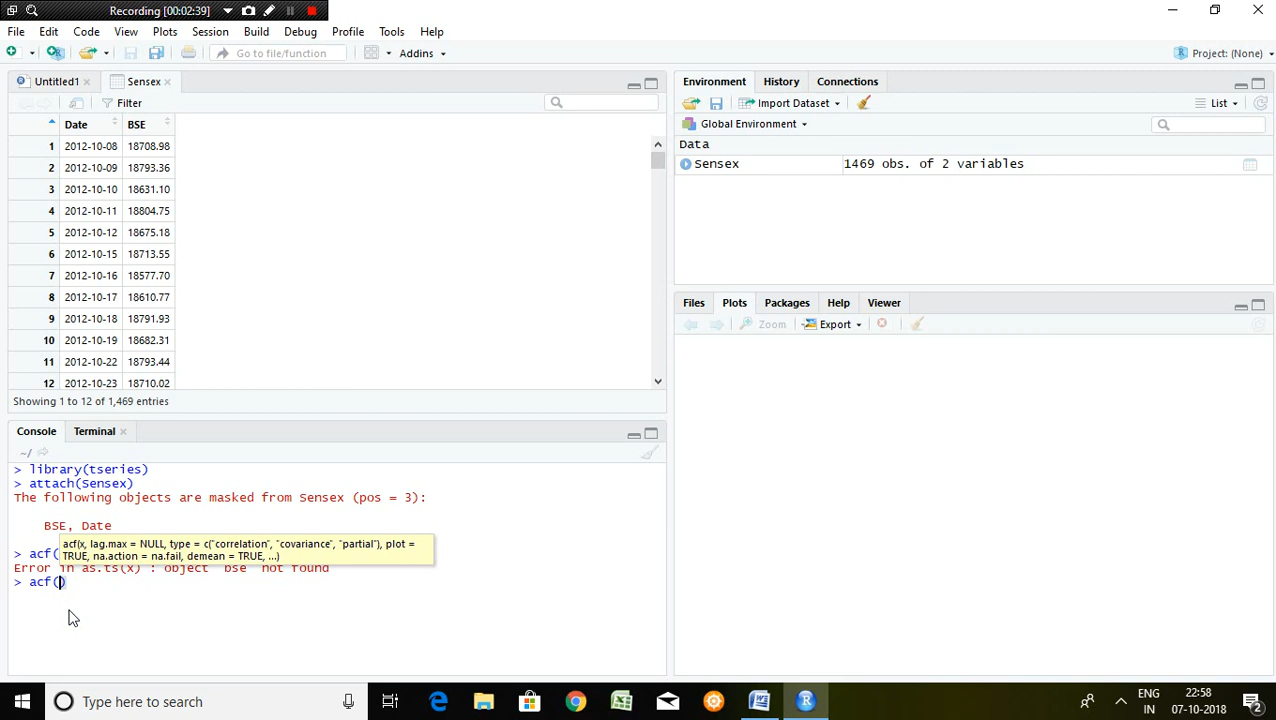 Recording [00:02:39]
File Edit Code View Plots Session Build Debug Profile Tools Help
Go to file/function Addins Project: (None)
Untitled1 Sensex
Filter
Date BSE
1 2012-10-08 18708.98
2 2012-10-09 18793.36
3 2012-10-10 18631.10
4 2012-10-11 18804.75
5 2012-10-12 18675.18
6 2012-10-15 18713.55
7 2012-10-16 18577.70
8 2012-10-17 18610.77
9 2012-10-18 18791.93
10 2012-10-19 18682.31
11 2012-10-22 18793.44
12 2012-10-23 18710.02
Showing 1 to 12 of 1,469 entries
Console Terminal
~/
> library(tseries)
> attach(Sensex)
The following objects are masked from Sensex (pos = 3):
BSE, Date
acf(x, lag.max = NULL, type = c("correlation", "covariance", "partial"), plot =
TRUE, na.action = na.fail, demean = TRUE, ...)
> acf(
Error in as.ts(x) : object 'bse' not found
> acf()
Environment History Connections
Import Dataset List
Global Environment
Data
Sensex 1469 obs. of 2 variables
Files Plots Packages Help Viewer
Zoom Export
Type here to search
ENG
IN
22:58
07-10-2018
2